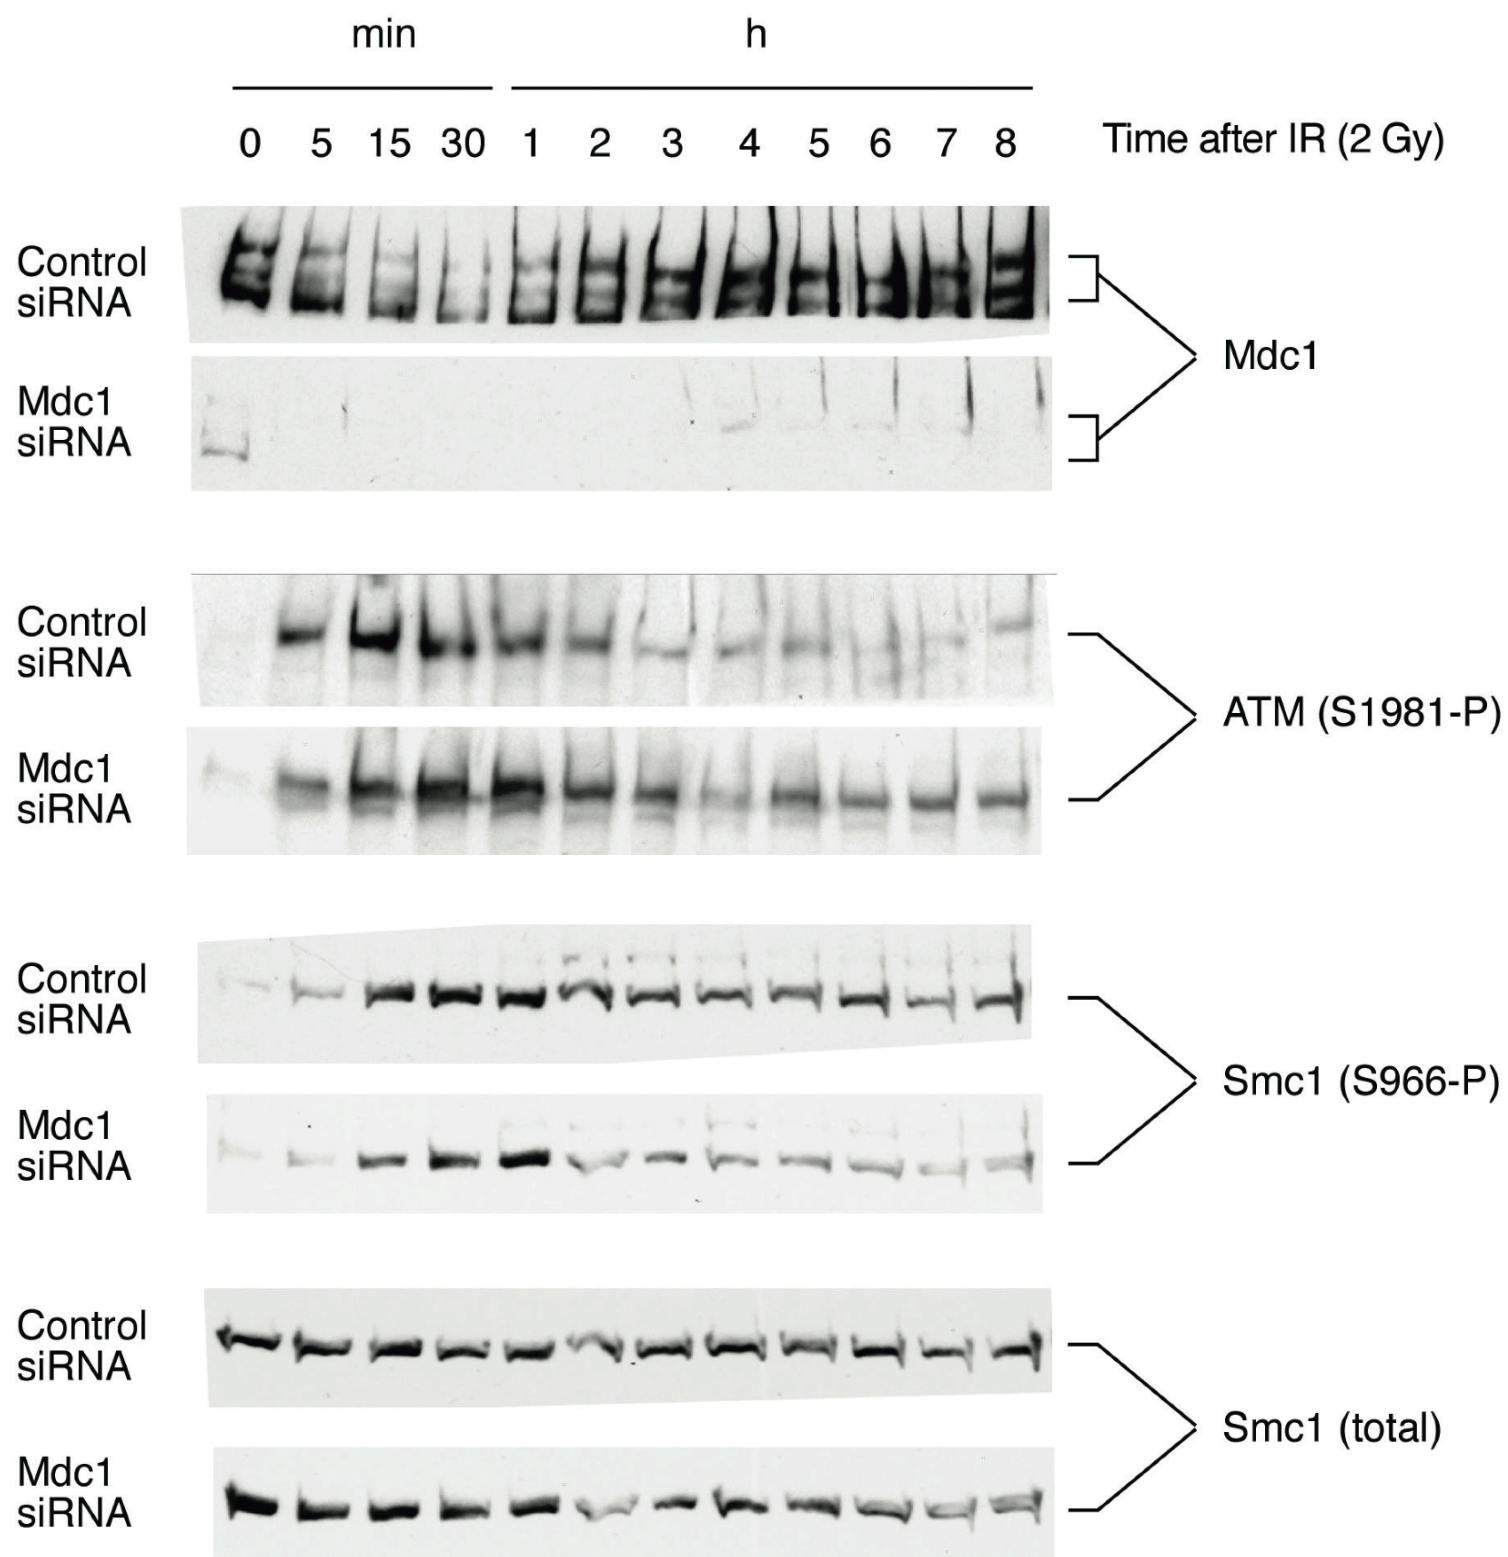 min h
0 5 15 30 1 2 3 4 5 6 7 8 Time after IR (2 Gy)
Control
siRNA
Mdc1
Mdc1
siRNA
Control
siRNA
ATM (S1981-P)
Mdc1
siRNA
Control
siRNA
Smc1 (S966-P)
Mdc1
siRNA
Control
siRNA
Smc1 (total)
Mdc1
siRNA